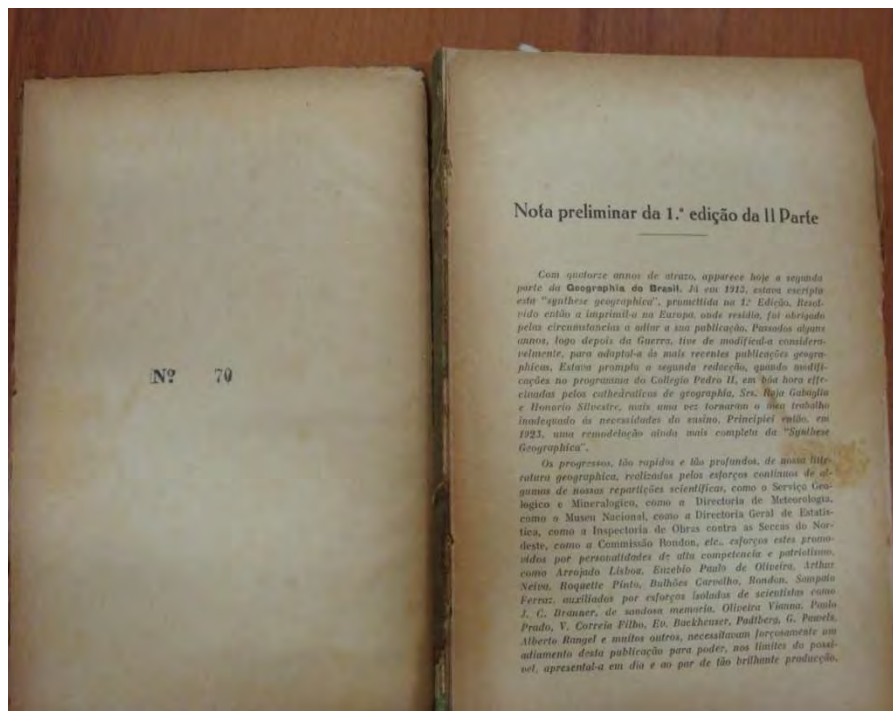 Nº 70
Nota preliminar da 1.ª edição da II Parte
Com quatorze annos de atrazo, apparece hoje a segunda
parte da Geographia do Brasil. Já em 1913, estava escripta
esta "synthese geographica", promettida na 1.ª Edição. Resol-
vido então a imprimil-a na Europa, onde residia, fui obrigado
pelas circumstancias a adiar a sua publicação. Passados alguns
annos, logo depois da Guerra, tive de modifical-a considera-
velmente, para adaptal-a ás mais recentes publicações geogra-
phicas. Estava prompta a segunda redacção, quando modifi-
cações no programma do Collegio Pedro II, em bôa hora effe-
ctuadas pelos cathedraticos de geographia, Srs. Raja Gabaglia
e Honorio Silvestre, mais uma vez tornaram o meu trabalho
inadequado ás necessidades do ensino. Principiei então, em
1923, uma remodelação ainda mais completa da "Synthese
Geographica".
Os progressos, tão rapidos e tão profundos, de nossa litte-
ratura geographica, realizados pelos esforços continuos de al-
gumas de nossas repartições scientificas, como o Serviço Geo-
logico e Mineralogico, como a Directoria de Meteorologia,
como o Museu Nacional, como a Directoria Geral de Estatis-
tica, como a Inspectoria de Obras contra as Seccas do Nor-
deste, como a Commissão Rondon, etc., esforços estes promo-
vidos por personalidades de alta competencia e patriotismo,
como Arrojado Lisboa, Euzebio Paulo de Oliveira, Arthur
Neiva, Roquette Pinto, Bulhões Carvalho, Rondon, Sampaio
Ferraz, auxiliados por esforços isolados de scientistas como
J. C. Branner, de saudosa memoria, Oliveira Vianna, Paulo
Prado, V. Correia Filho, Ev. Backheuser, Padtberg, G. Pawels,
Alberto Rangel e muitos outros, necessitavam forçosamente um
adiamento desta publicação para poder, nos limites do possi-
vel, apresental-a em dia e ao par de tão brilhante producção.